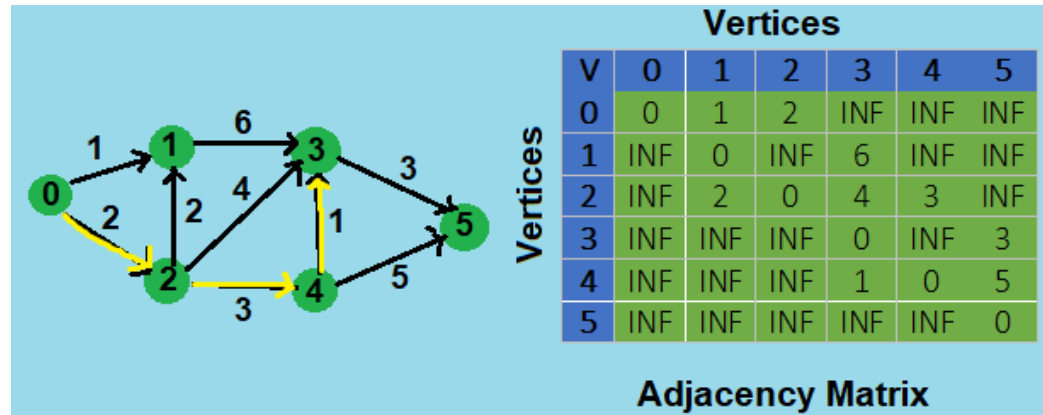 Vertices
V 0 1 2 3 4 5
0 0 1 2 INF INF INF
1 INF 0 INF 6 INF INF
2 INF 2 0 4 3 INF
3 INF INF INF 0 INF 3
4 INF INF INF 1 0 5
5 INF INF INF INF INF 0
Vertices
Adjacency Matrix
6
1
1
3
3
0
2
2
4
1
5
2
4
5
3